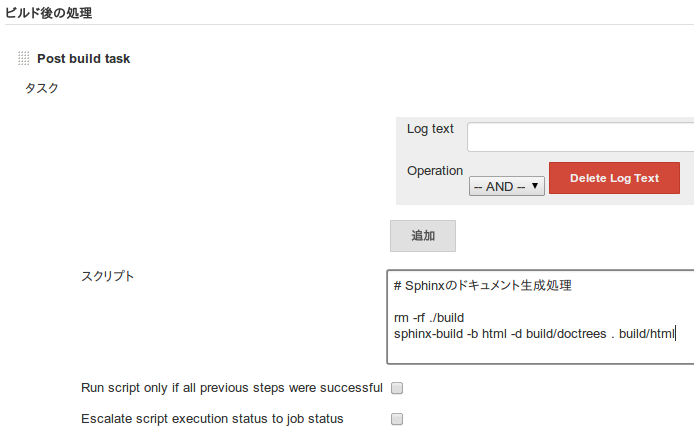 ビルド後の処理
Post build task
タスク
Log text
Operation
-- AND --
Delete Log Text
追加
スクリプト
# Sphinxのドキュメント生成処理
rm -rf ./build
sphinx-build -b html -d build/doctrees . build/html
Run script only if all previous steps were successful
Escalate script execution status to job status